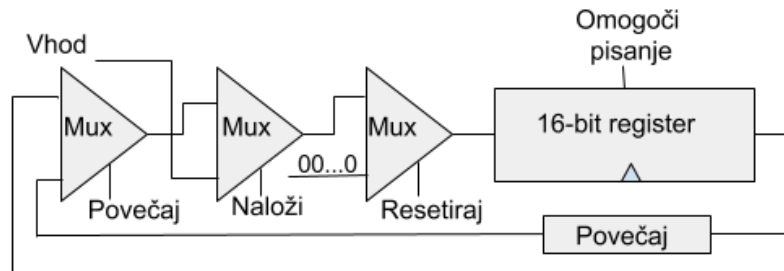 Omogoči
pisanje
Vhod
Mux
Mux
Mux
16-bit register
00...0
Povečaj
Naloži
Resetiraj
Povečaj